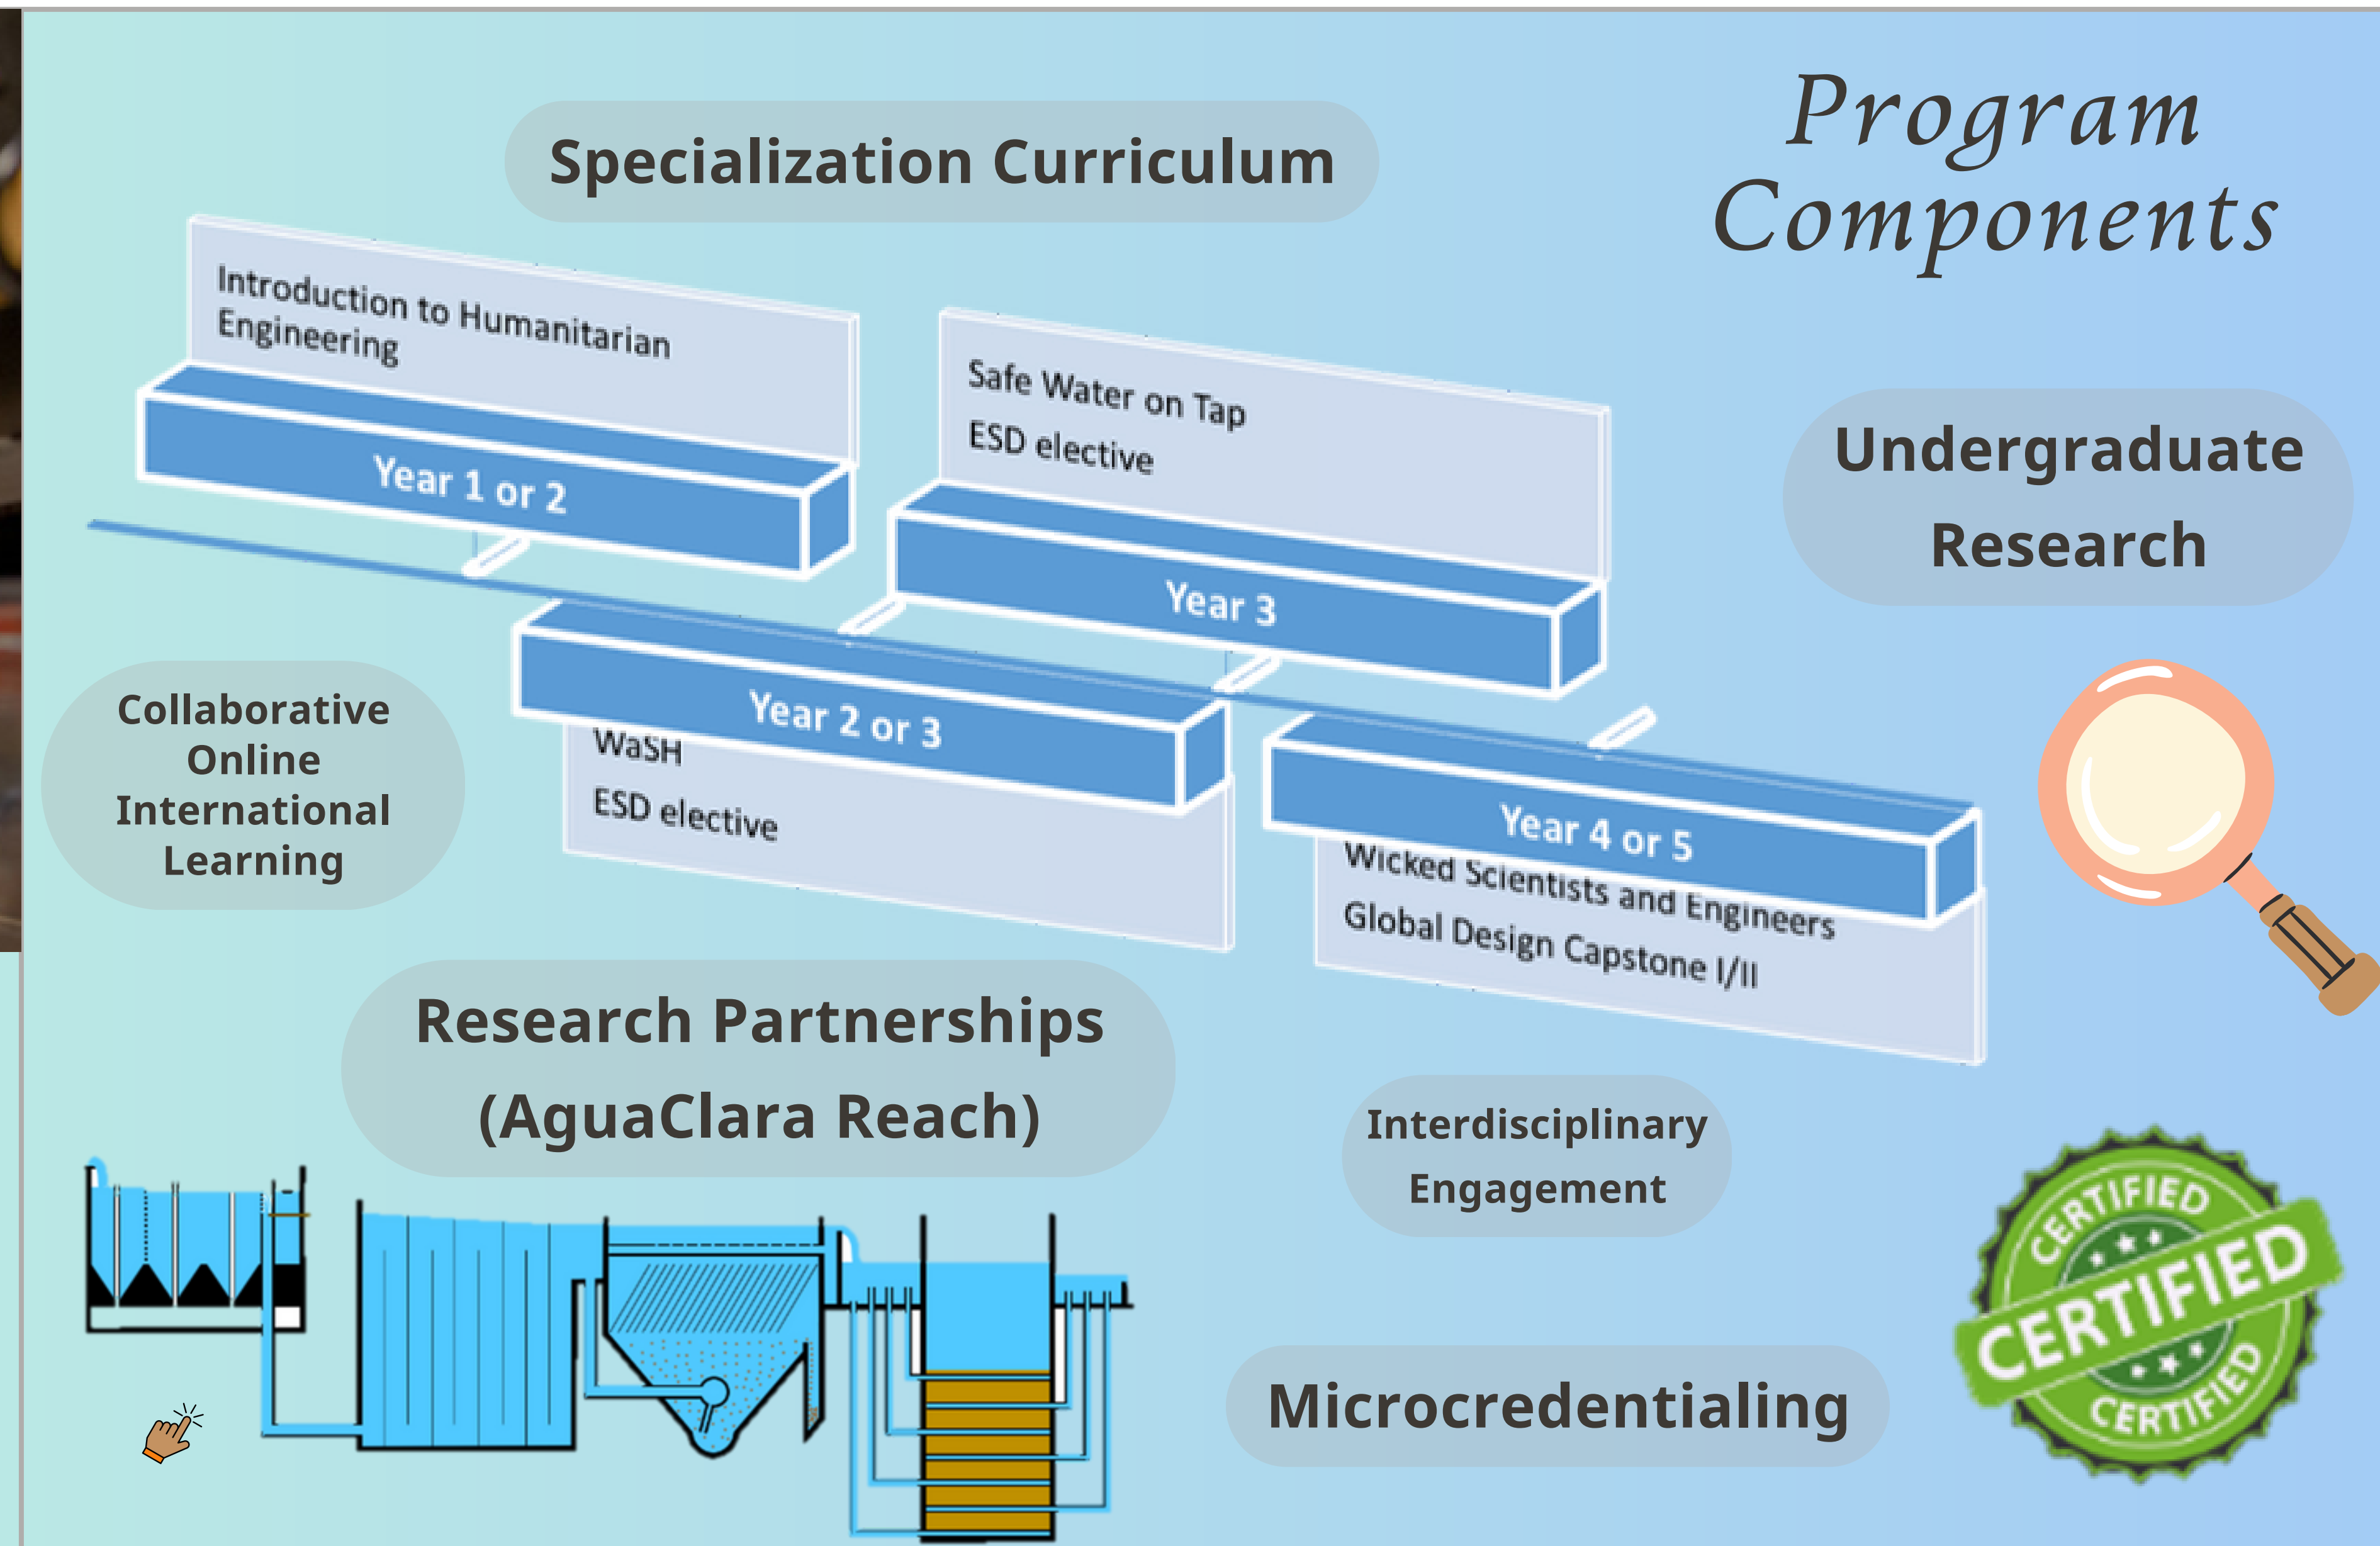 Program
Components
Specialization Curriculum
Introduction to Humanitarian
Engineering
Year 1 or 2
Safe Water on Tap
ESD elective
Year 3
Year 2 or 3
WaSH
ESD elective
Year 4 or 5
Wicked Scientists and Engineers
Global Design Capstone I/II
Undergraduate
Research
Collaborative
Online
International
Learning
Research Partnerships
(AguaClara Reach)
Interdisciplinary
Engagement
Microcredentialing
CERTIFIED
CERTIFIED
CERTIFIED